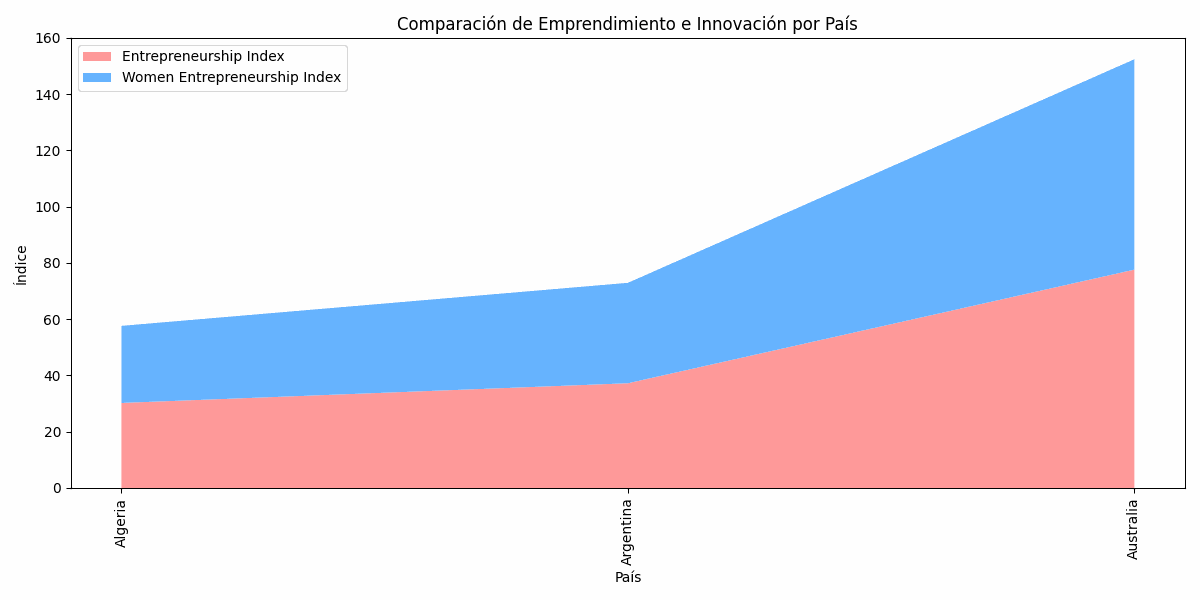 Comparación de Emprendimiento e Innovación por País
Entrepreneurship Index
Women Entrepreneurship Index
Índice
160
140
120
100
80
60
40
20
0
Algeria
Argentina
Australia
País